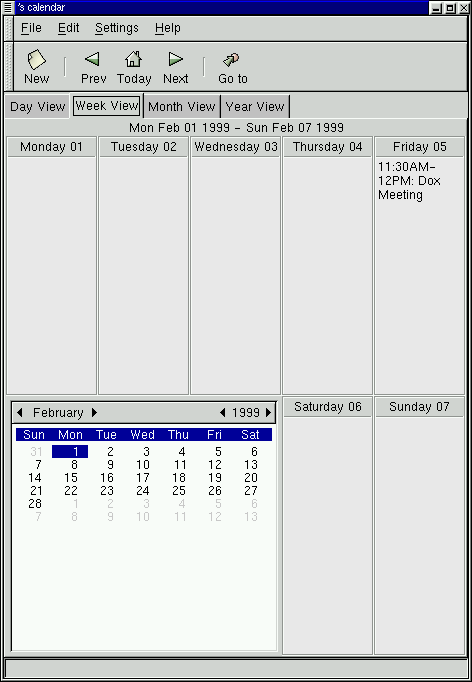 's calendar
File Edit Settings Help
New Prev Today Next Go to
Day View Week View Month View Year View
Mon Feb 01 1999 - Sun Feb 07 1999
Monday 01 Tuesday 02 Wednesday 03 Thursday 04 Friday 05
11:30AM-
12PM: Dox
Meeting
February 1999
Sun Mon Tue Wed Thu Fri Sat
31 1 2 3 4 5 6
7 8 9 10 11 12 13
14 15 16 17 18 19 20
21 22 23 24 25 26 27
28 1 2 3 4 5 6
7 8 9 10 11 12 13
Saturday 06 Sunday 07